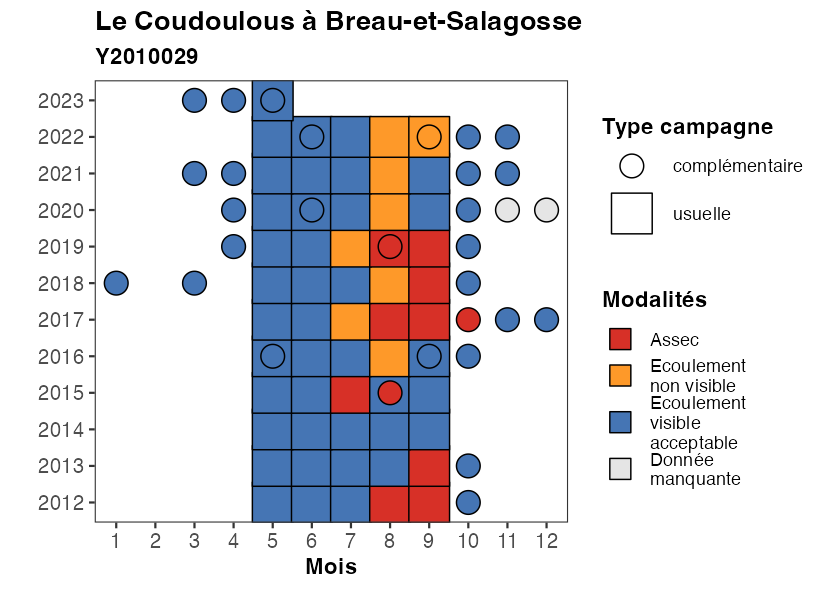 Le Coudoulous à Breau-et-Salagosse
Y2010029
2023
2022
2021
2020
2019
2018
2017
2016
2015
2014
2013
2012
1 2 3 4 5 6 7 8 9 10 11 12
Mois
Type campagne
complémentaire
usuelle
Modalités
Assec
Ecoulement
non visible
Ecoulement
visible
acceptable
Donnée
manquante